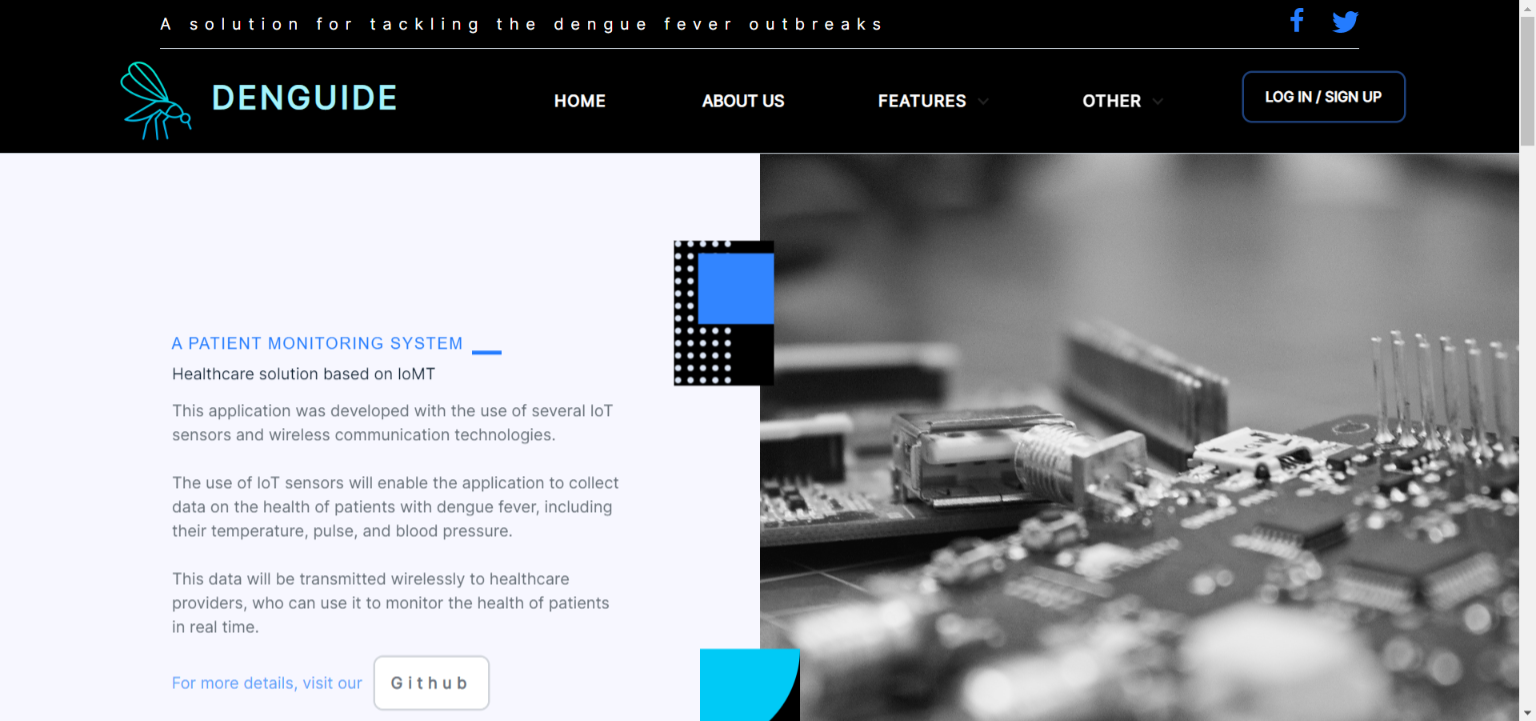 A solution for tackling the dengue fever outbreaks
DENGUIDE
HOME
ABOUT US
FEATURES
OTHER
LOG IN / SIGN UP
A PATIENT MONITORING SYSTEM
Healthcare solution based on IoMT
This application was developed with the use of several IoT
sensors and wireless communication technologies.
The use of IoT sensors will enable the application to collect
data on the health of patients with dengue fever, including
their temperature, pulse, and blood pressure.
This data will be transmitted wirelessly to healthcare
providers, who can use it to monitor the health of patients
in real time.
For more details, visit our
Github